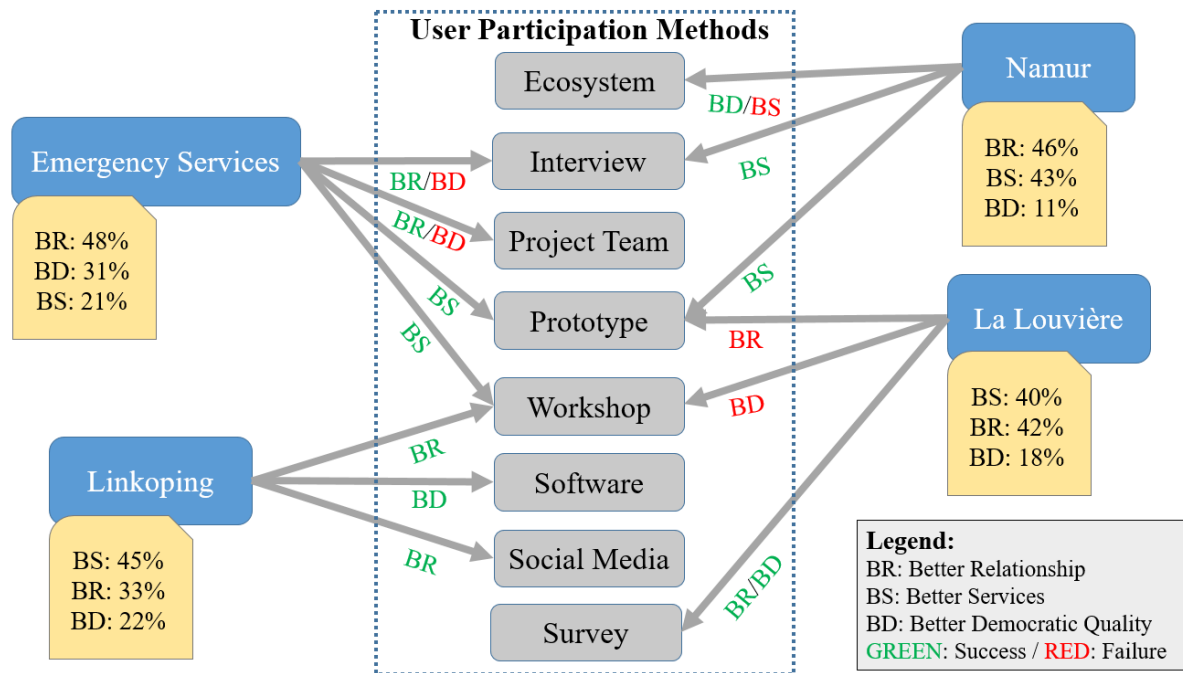 User Participation Methods
Ecosystem
Interview
Project Team
Prototype
Workshop
Software
Social Media
Survey
Emergency Services
BR: 48%
BD: 31%
BS: 21%
BR/BD
BR/BD
BS
BS
Linkoping
BS: 45%
BR: 33%
BD: 22%
BR
BD
BR
Namur
BR: 46%
BS: 43%
BD: 11%
BD/BS
BS
BS
La Louvière
BS: 40%
BR: 42%
BD: 18%
BR
BD
BR/BD
Legend:
BR: Better Relationship
BS: Better Services
BD: Better Democratic Quality
GREEN: Success / RED: Failure